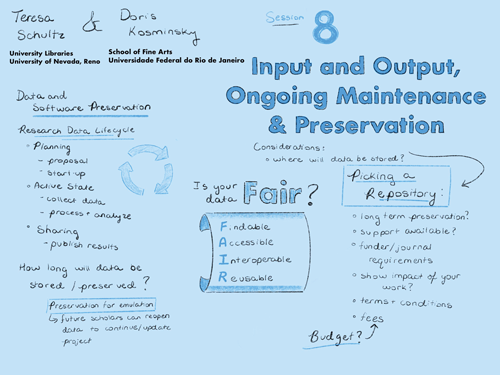 Teresa Schultz & Doris Kosminsky
University Libraries
University of Nevada, Reno
School of Fine Arts
Universidade Federal do Rio de Janeiro
Session 8
Input and Output,
Ongoing Maintenance
& Preservation
Data and
Software Preservation
Research Data Lifecycle
Planning
- proposal
- start-up
Active State
- collect data
- process + analyze
Sharing
- publish results
How long will data be
stored / preserved?
Preservation for emulation
↳ future scholars can reopen
data to continue/update
project
Is your
data Fair?
Findable
Accessible
Interoperable
Reusable
Considerations:
where will data be stored?
Picking a
Repository:
long term preservation?
support available?
funder/journal
requirements
show impact of your
work?
terms + conditions
fees
Budget?